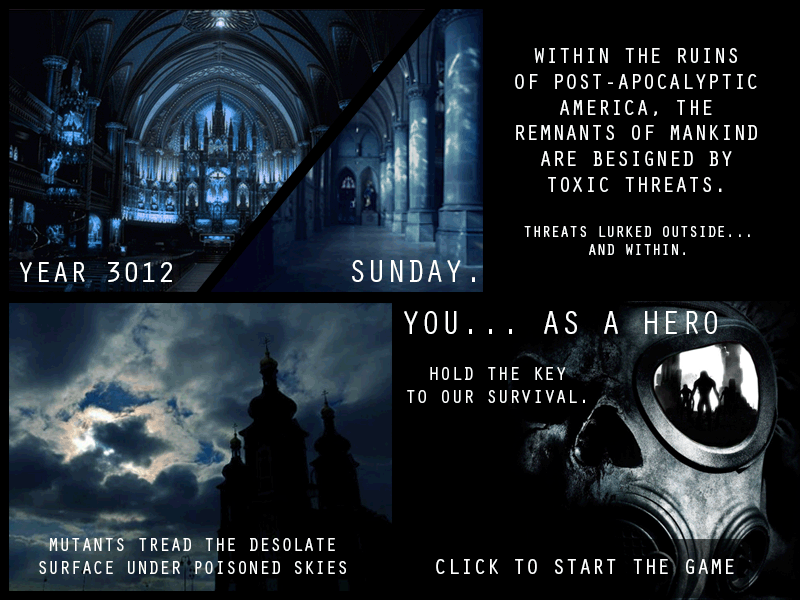 YEAR 3012
SUNDAY.
WITHIN THE RUINS
OF POST-APOCALYPTIC
AMERICA, THE
REMNANTS OF MANKIND
ARE BESIGNED BY
TOXIC THREATS.
THREATS LURKED OUTSIDE...
AND WITHIN.
MUTANTS TREAD THE DESOLATE
SURFACE UNDER POISONED SKIES
YOU... AS A HERO
HOLD THE KEY
TO OUR SURVIVAL.
CLICK TO START THE GAME